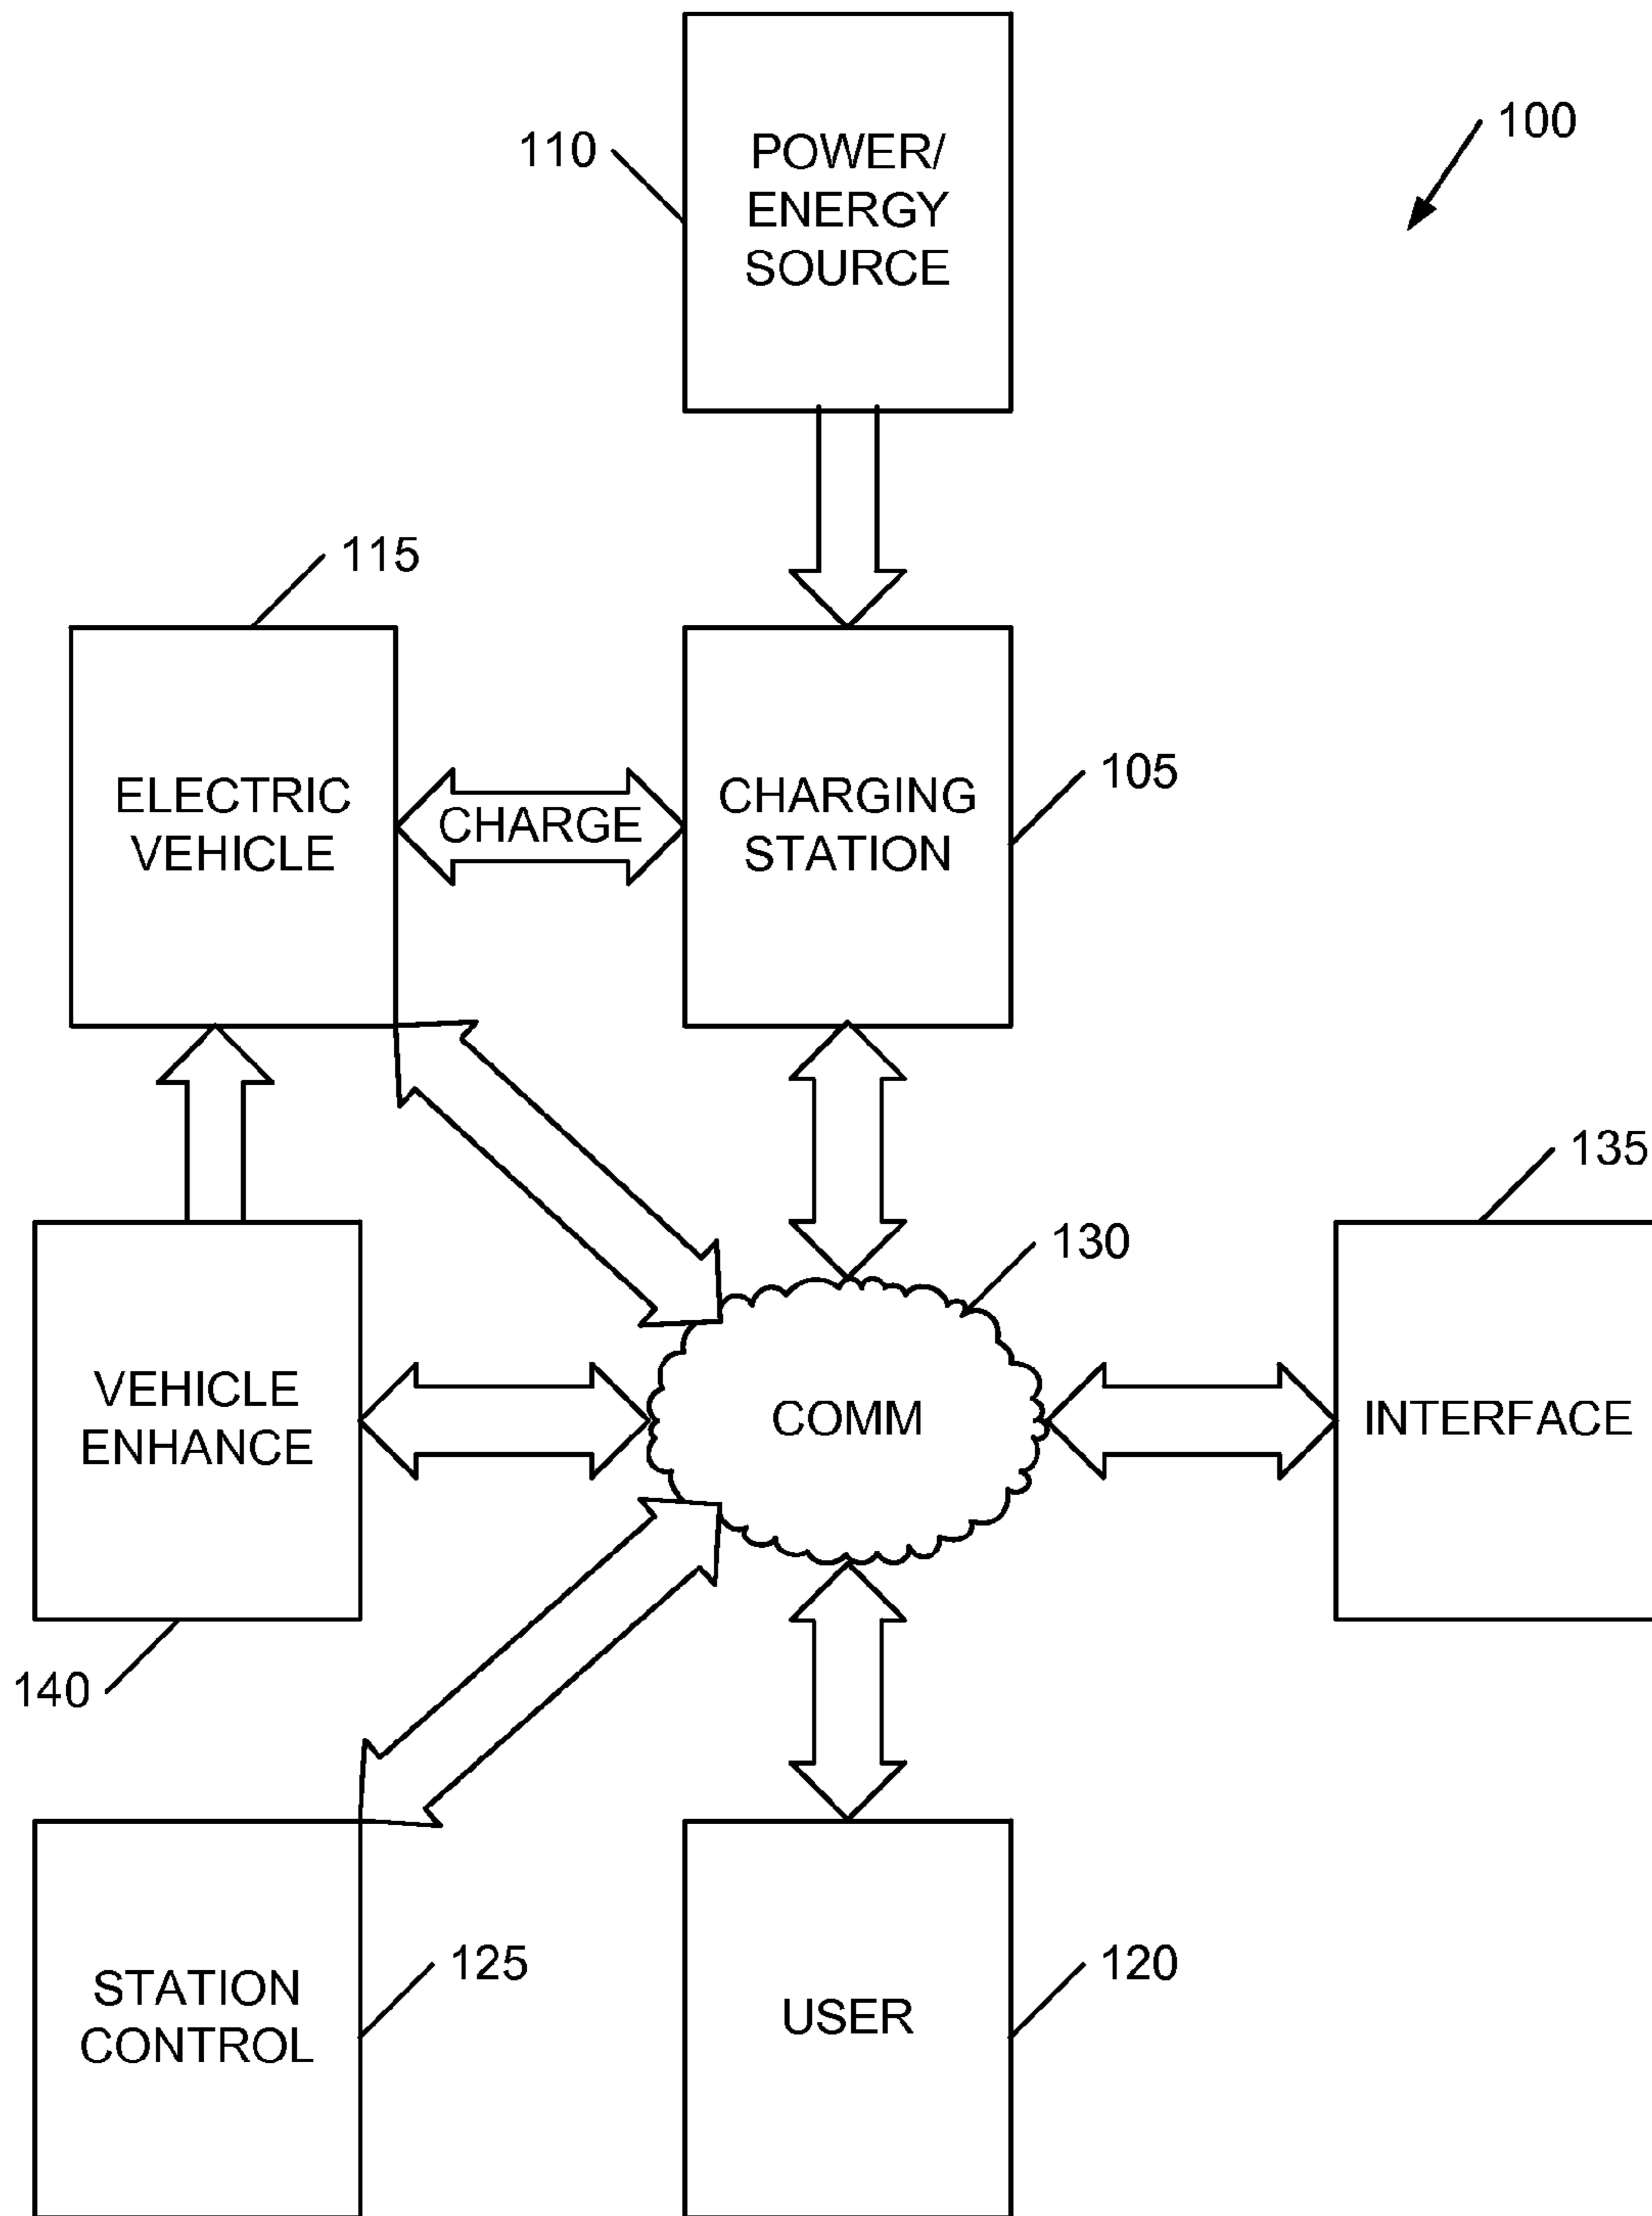 110
POWER/
ENERGY
SOURCE
100
115
ELECTRIC
VEHICLE
CHARGE
CHARGING
STATION
105
135
130
VEHICLE
ENHANCE
COMM
INTERFACE
140
STATION
CONTROL
125
USER
120